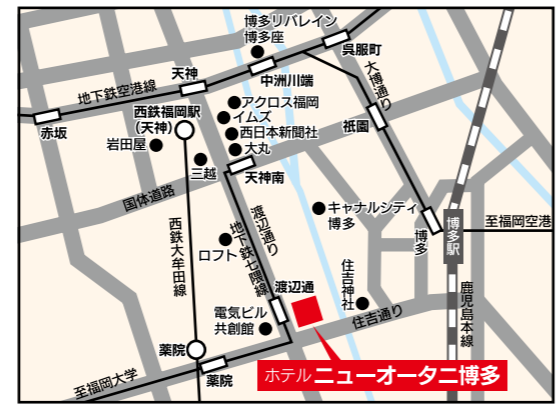 博多リバレイン
博多座
呉服町
中洲川端
天神
地下鉄空港線
大博通り
赤坂
西鉄福岡駅
(天神)
アクロス福岡
イムズ
西日本新聞社
大丸
岩田屋
三越
天神南
祇園
国体道路
渡辺通り
キャナルシティ
博多
博多
博多駅
至福岡空港
西鉄大牟田線
ロフト
地下鉄七隈線
渡辺通
住吉神社
鹿児島本線
電気ビル
共創館
住吉通り
薬院
薬院
至福岡大学
ホテルニューオータニ博多